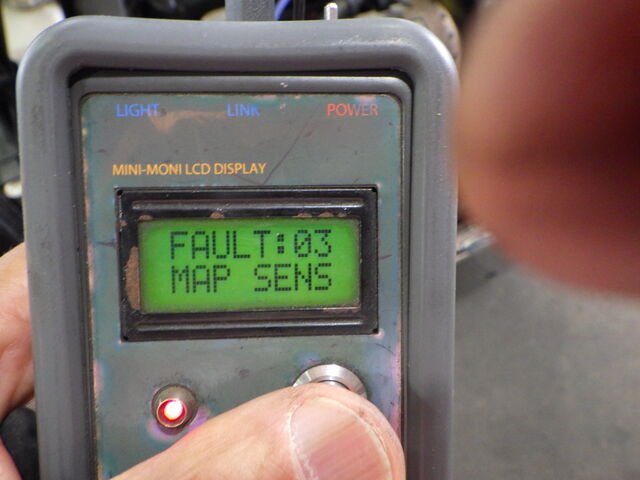 LIGHT LINK POWER
MINI-MONI LCD DISPLAY
FAULT:03
MAP SENS